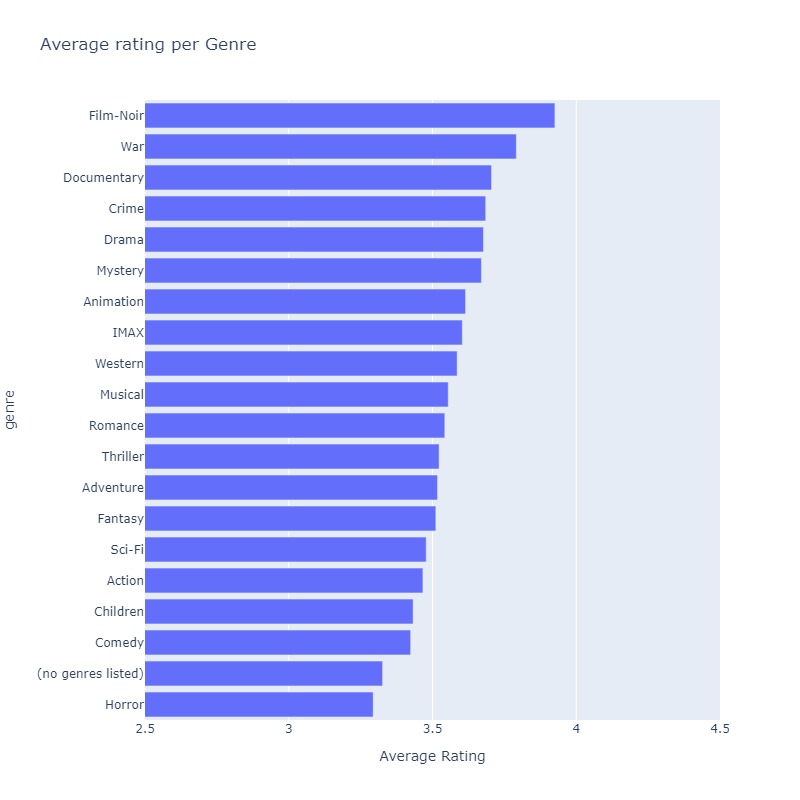 Average rating per Genre
Film-Noir
War
Documentary
Crime
Drama
Mystery
Animation
IMAX
Western
Musical
Romance
Thriller
Adventure
Fantasy
Sci-Fi
Action
Children
Comedy
(no genres listed)
Horror
genre
2.5 3 3.5 4 4.5
Average Rating